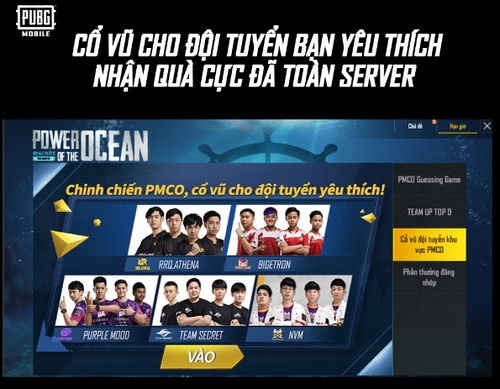 PUBG
MOBILE
CỔ VŨ CHO ĐỘI TUYỂN BẠN YÊU THÍCH
NHẬN QUÀ CỰC ĐÃ TOÀN SERVER
Chủ đề
Hạn giờ
POWER
OF THE OCEAN
Chinh chiến PMCO, cổ vũ cho đội tuyển yêu thích!
PMCO Guessing Game
TEAM UP TOP 9
Cổ vũ đội tuyển khu
vực PMCO
Phần thưởng đăng
nhập
RRQ.ATHENA
BIGETRON
PURPLE MOOD
TEAM SECRET
NVM
VÀO